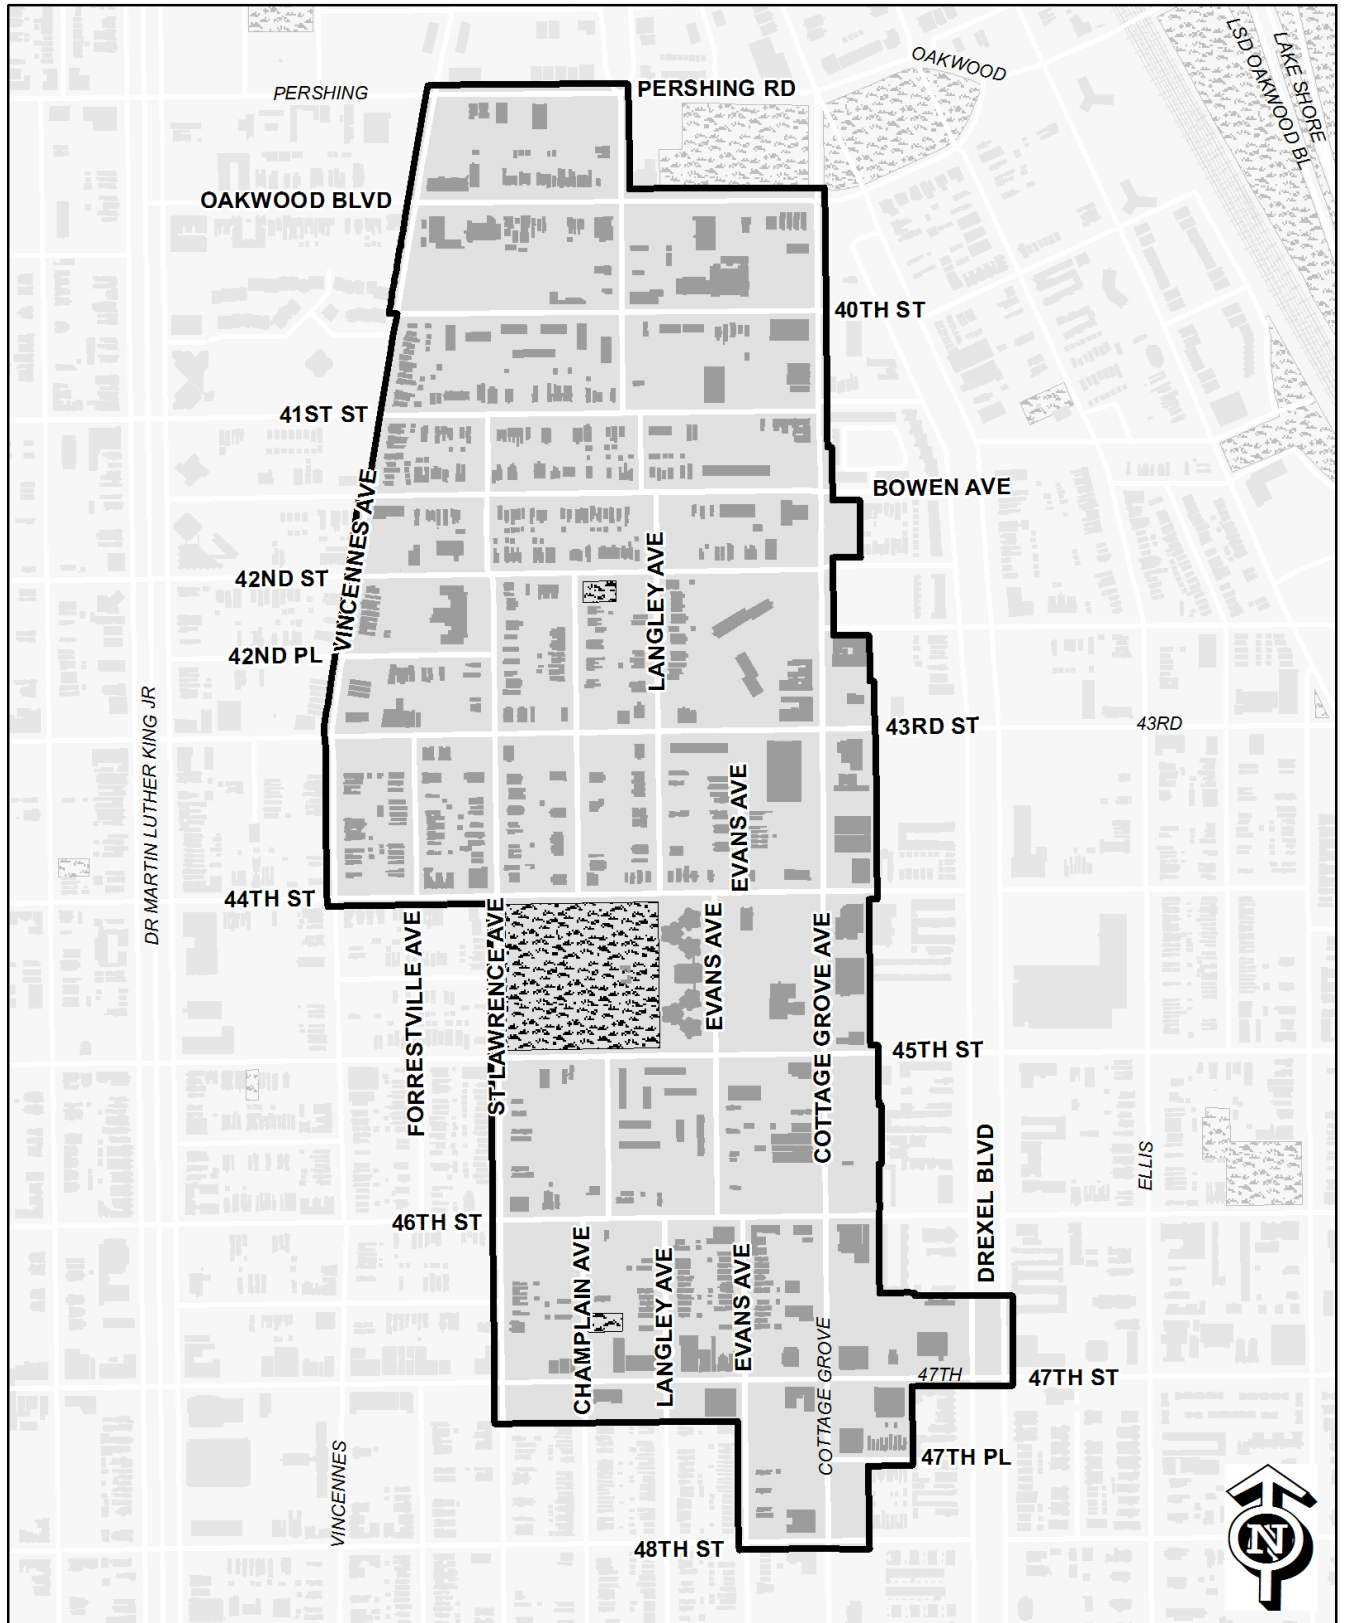 OAKWOOD
LAKE SHORE
LSD OAKWOOD BL
PERSHING
PERSHING RD
OAKWOOD BLVD
40TH ST
41ST ST
BOWEN AVE
VINCENNES AVE
42ND ST
LANGLEY AVE
42ND PL
DR MARTIN LUTHER KING JR
43RD ST
43RD
EVANS AVE
44TH ST
FORRESTVILLE AVE
ST LAWRENCE AVE
EVANS AVE
COTTAGE GROVE AVE
45TH ST
DREXEL BLVD
ELLIS
46TH ST
CHAMPLAIN AVE
LANGLEY AVE
EVANS AVE
COTTAGE GROVE
47TH
47TH ST
VINCENNES
47TH PL
48TH ST
N